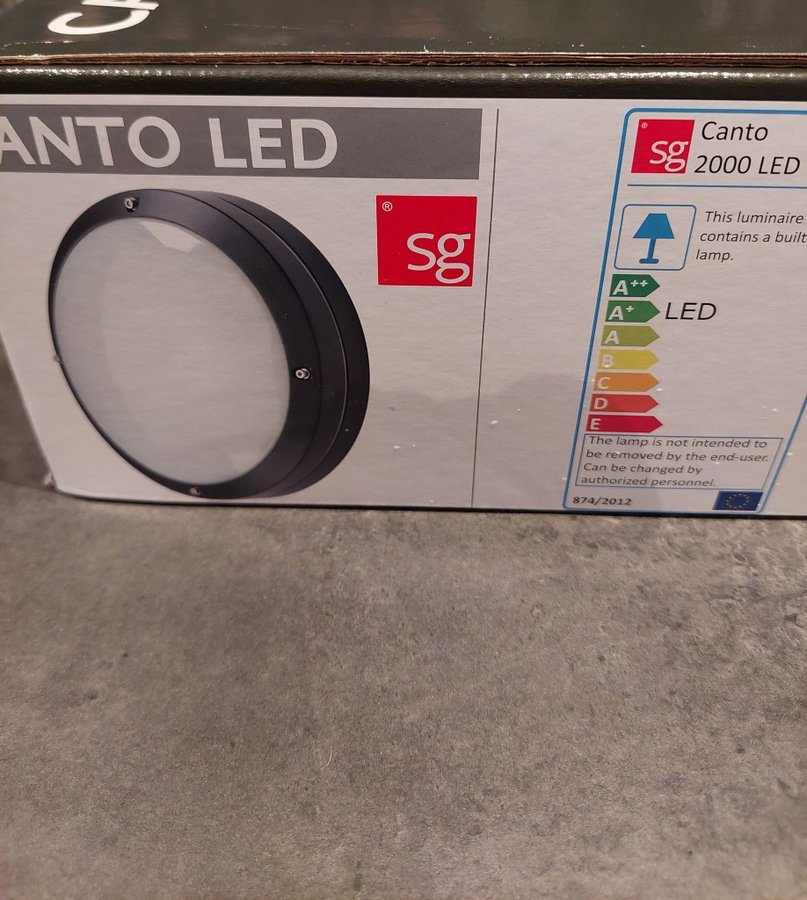 CA
ANTO LED
® sg
® sg
Canto
2000 LED
This luminaire
contains a built
lamp.
A++
A+ LED
A
B
C
D
E
The lamp is not intended to
be removed by the end-user.
Can be changed by
authorized personnel.
874/2012